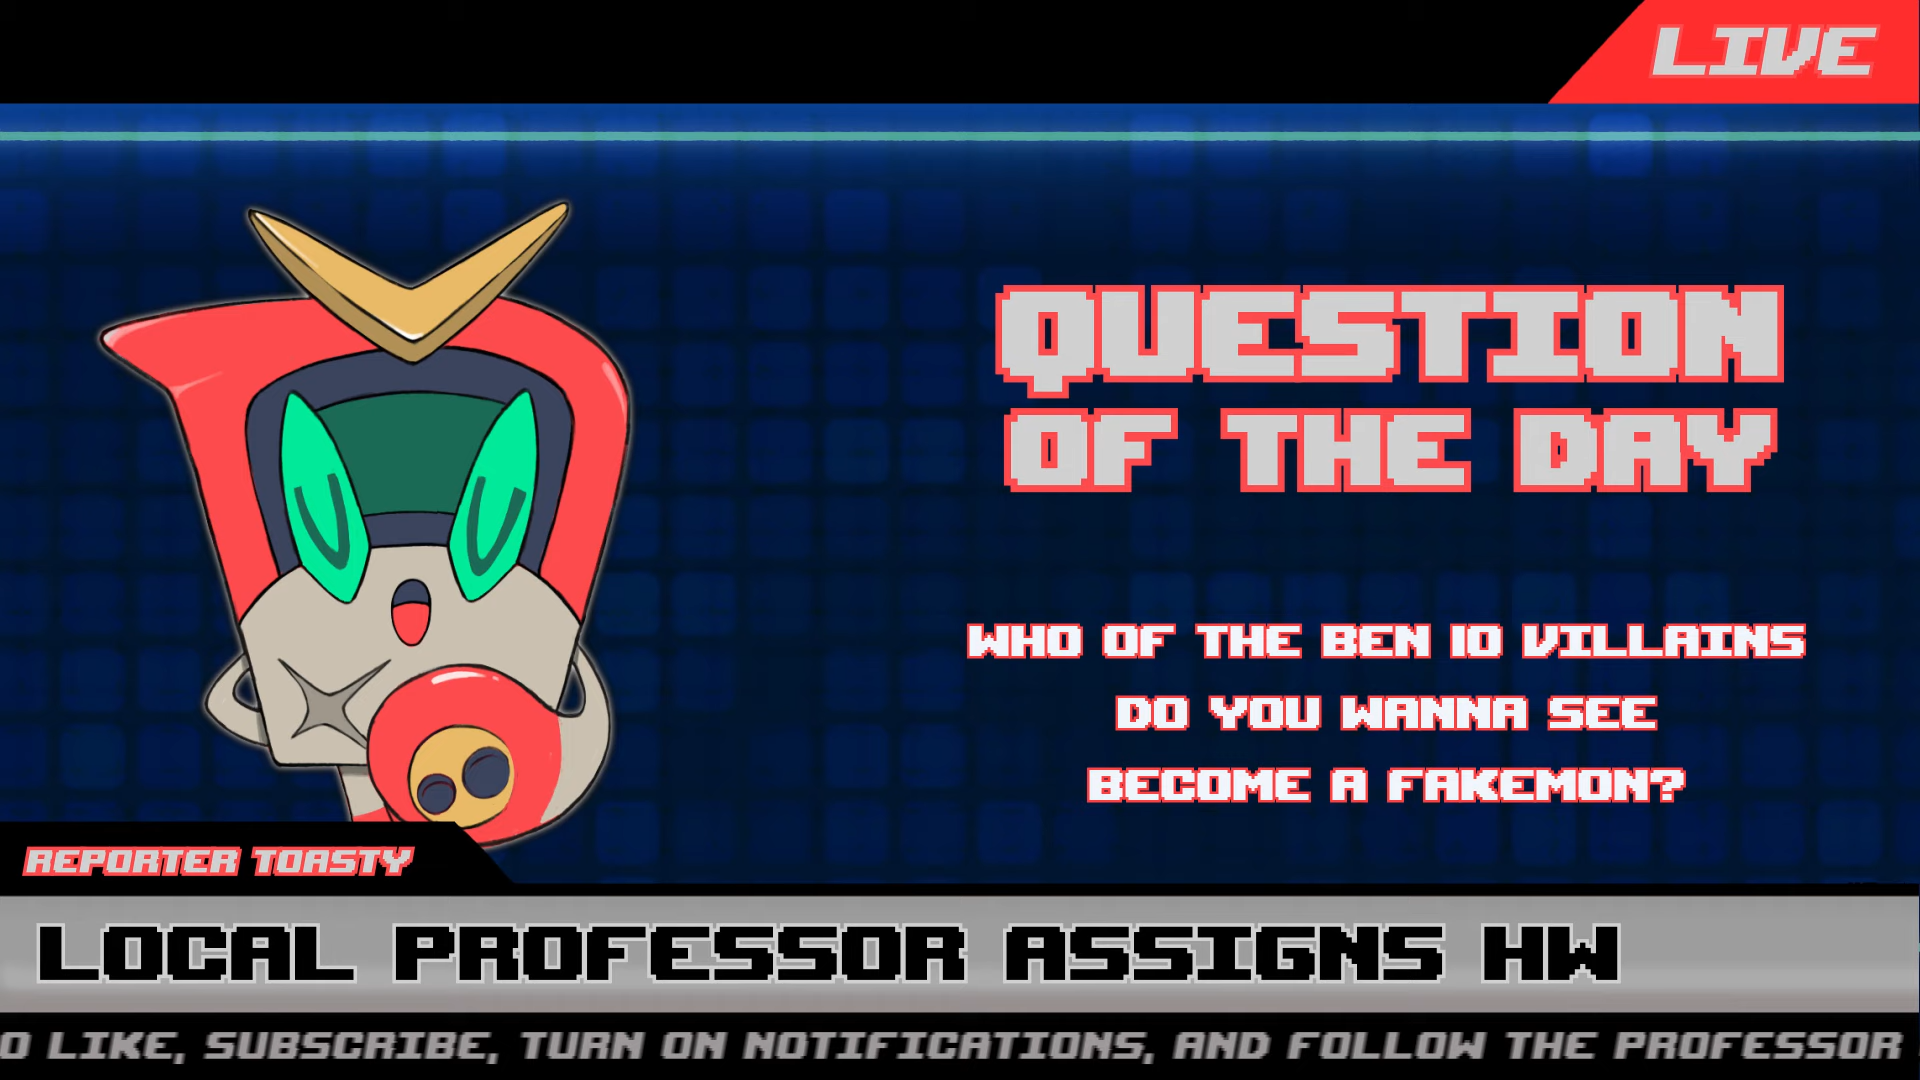 LIVE
QUESTION
OF THE DAY
WHO OF THE BEN 10 VILLAINS
DO YOU WANNA SEE
BECOME A FAKEMON?
REPORTER TOASTY
LOCAL PROFESSOR ASSIGNS HW
O LIKE, SUBSCRIBE, TURN ON NOTIFICATIONS, AND FOLLOW THE PROFESSOR